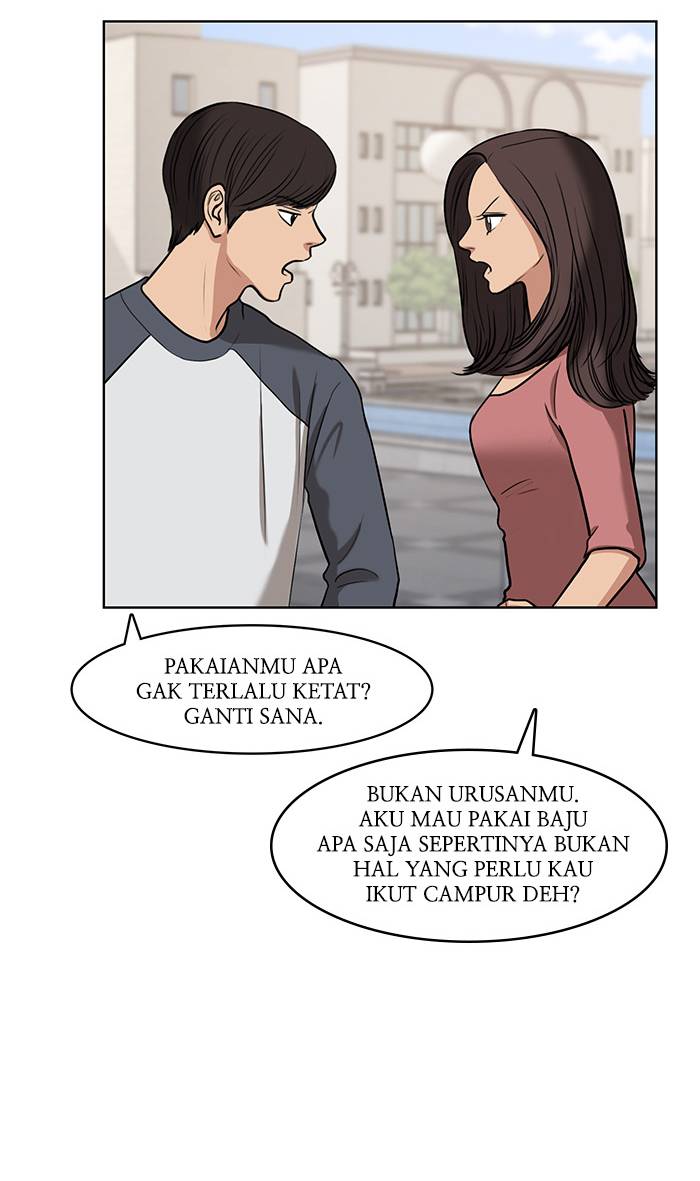 PAKAIANMU APA
GAK TERLALU KETAT?
GANTI SANA.
BUKAN URUSANMU.
AKU MAU PAKAI BAJU
APA SAJA SEPERTINYA BUKAN
HAL YANG PERLU KAU
IKUT CAMPUR DEH?